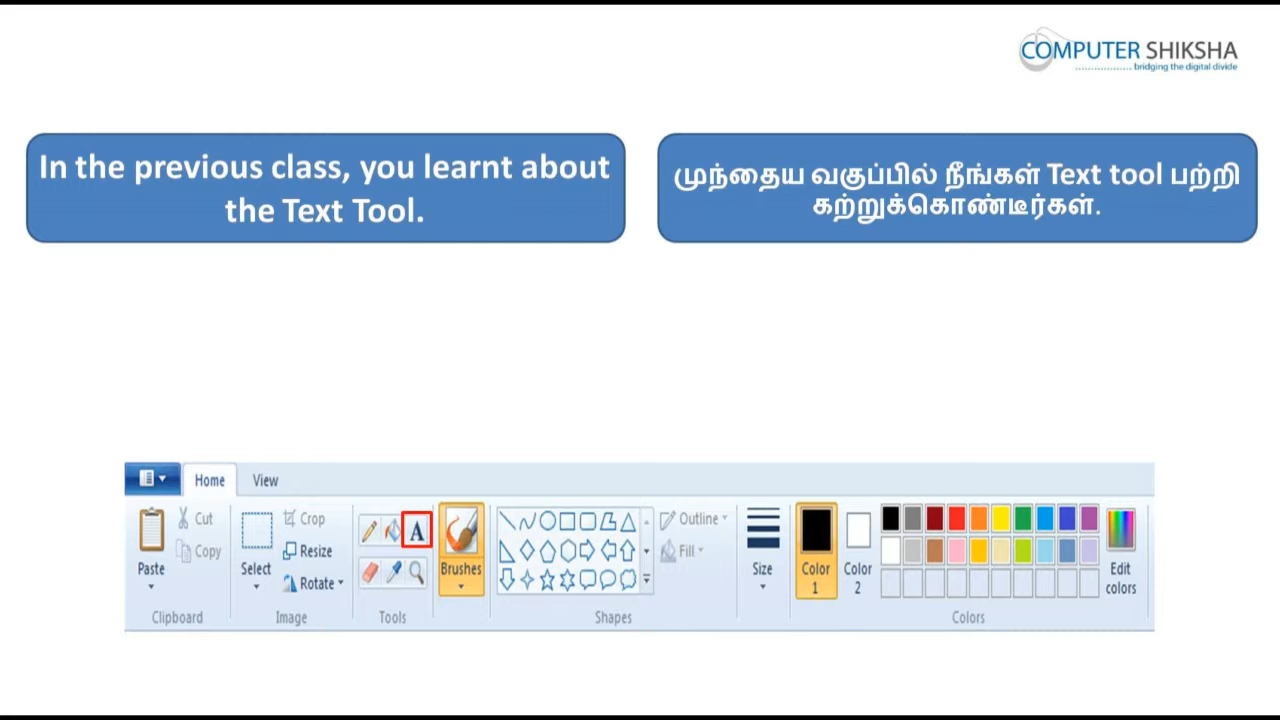 COMPUTER SHIKSHA
bridging the digital divide
In the previous class, you learnt about
the Text Tool.
முந்தைய வகுப்பில் நீங்கள் Text tool பற்றி
கற்றுக்கொண்டீர்கள்.
Home View
Cut
Copy
Paste
Clipboard
Crop
Resize
Rotate
Select
Image
A
Tools
Brushes
Outline
Fill
Shapes
Size
Color
1
Color
2
Edit
colors
Colors